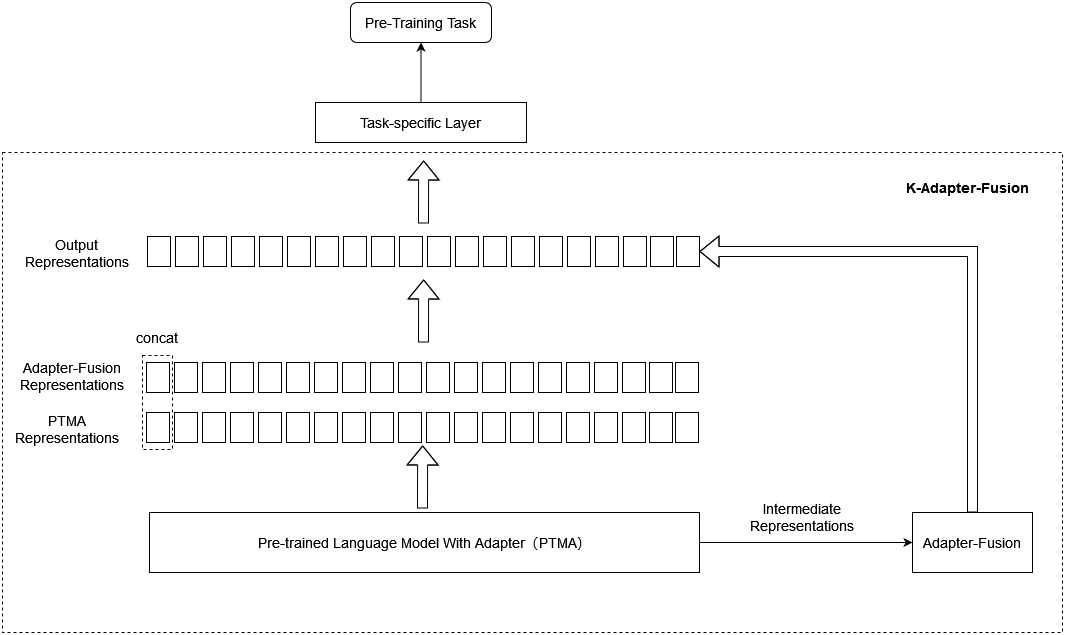 Pre-Training Task
Task-specific Layer
K-Adapter-Fusion
Output
Representations
concat
Adapter-Fusion
Representations
PTMA
Representations
Intermediate
Representations
Pre-trained Language Model With Adapter（PTMA）
Adapter-Fusion